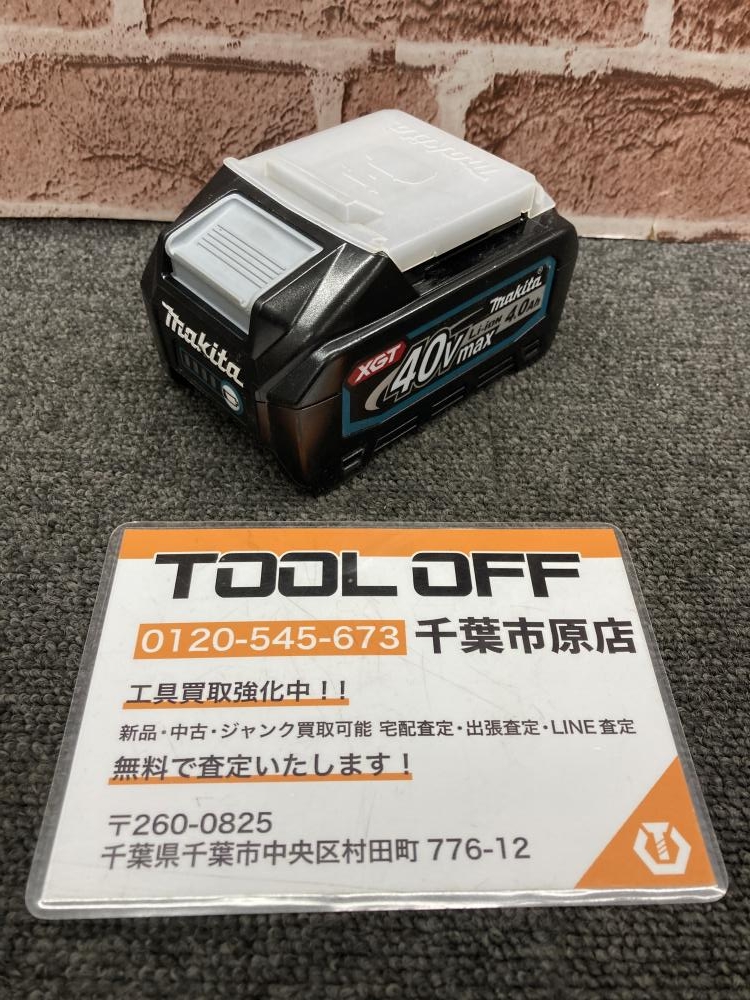 makita
makita
XGT 40Vmax Li-ion 4.0Ah
makita®
TOOL OFF
0120-545-673 千葉市原店
工具買取強化中！！
新品・中古・ジャンク買取可能 宅配査定・出張査定・LINE査定
無料で査定いたします！
〒260-0825
千葉県千葉市中央区村田町 776-12